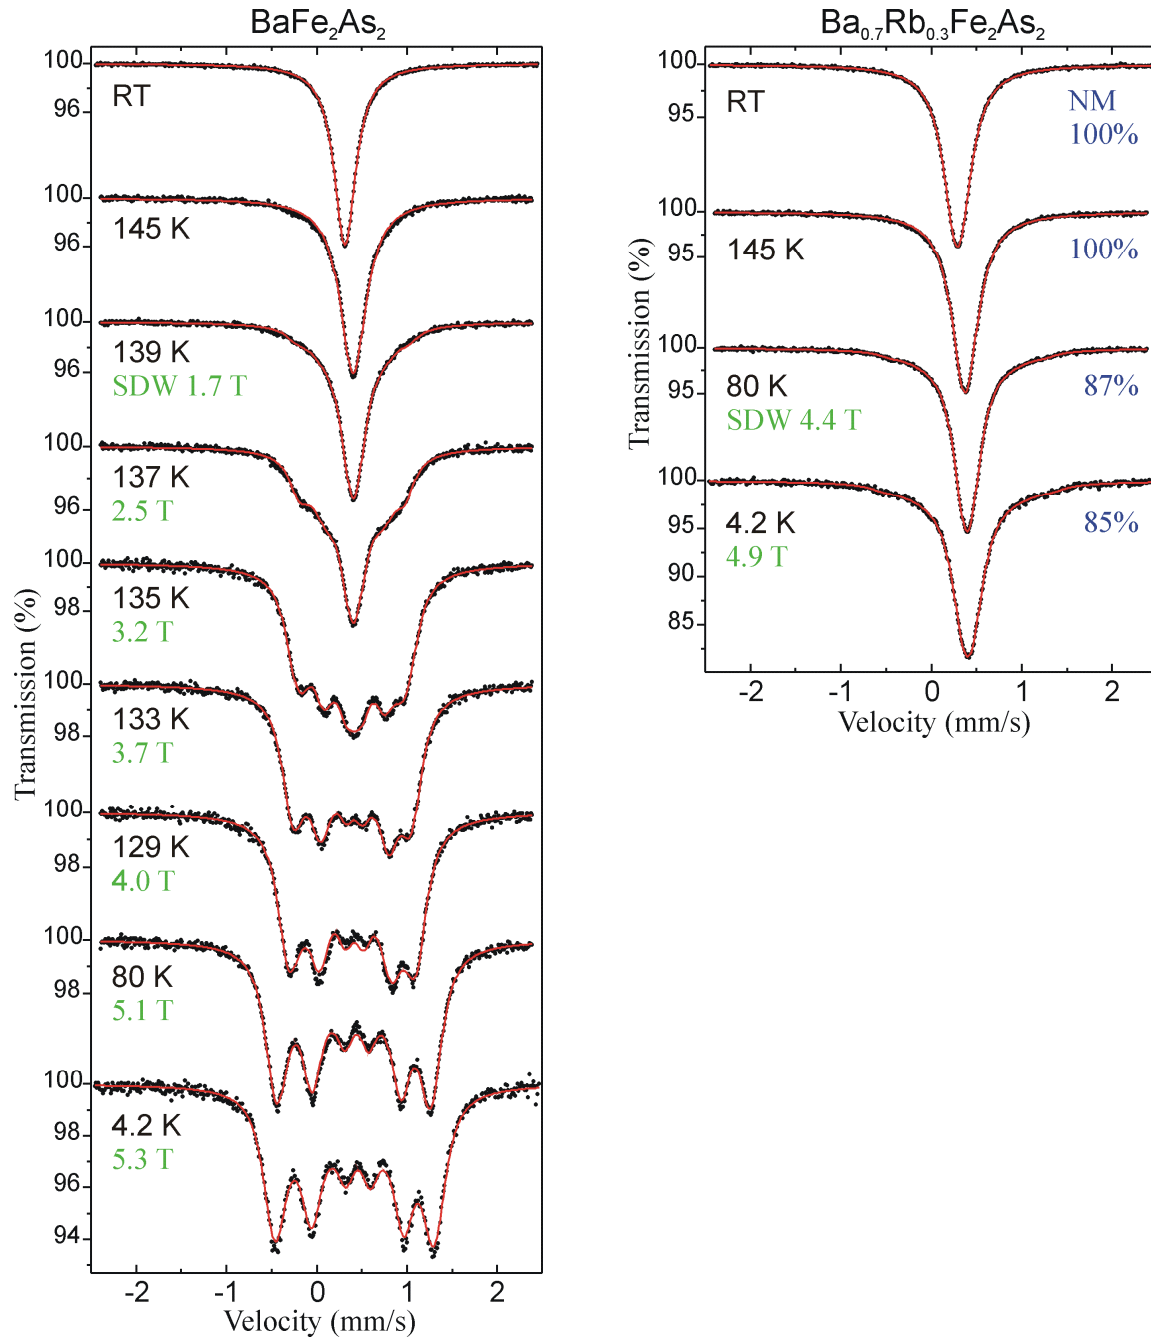 BaFe₂As₂
100
96
RT
100
96
145 K
100
96
139 K
SDW 1.7 T
100
96
137 K
2.5 T
100
98
135 K
3.2 T
100
98
133 K
3.7 T
100
98
129 K
4.0 T
100
98
80 K
5.1 T
100
98
96
94
4.2 K
5.3 T
Transmission (%)
-2 -1 0 1 2
Velocity (mm/s)
Ba₀.₇Rb₀.₃Fe₂As₂
100
95
RT
NM
100%
100
95
145 K
100%
100
95
80 K
87%
SDW 4.4 T
100
95
90
85
4.2 K
85%
4.9 T
Transmission (%)
-2 -1 0 1 2
Velocity (mm/s)